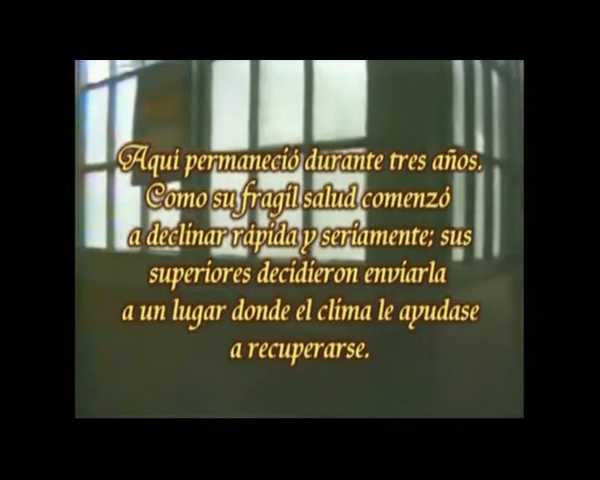 Aquí permaneció durante tres años.
Como su fragil salud comenzó
a declinar rápida y seriamente; sus
superiores decidieron enviarla
a un lugar donde el clima le ayudase
a recuperarse.